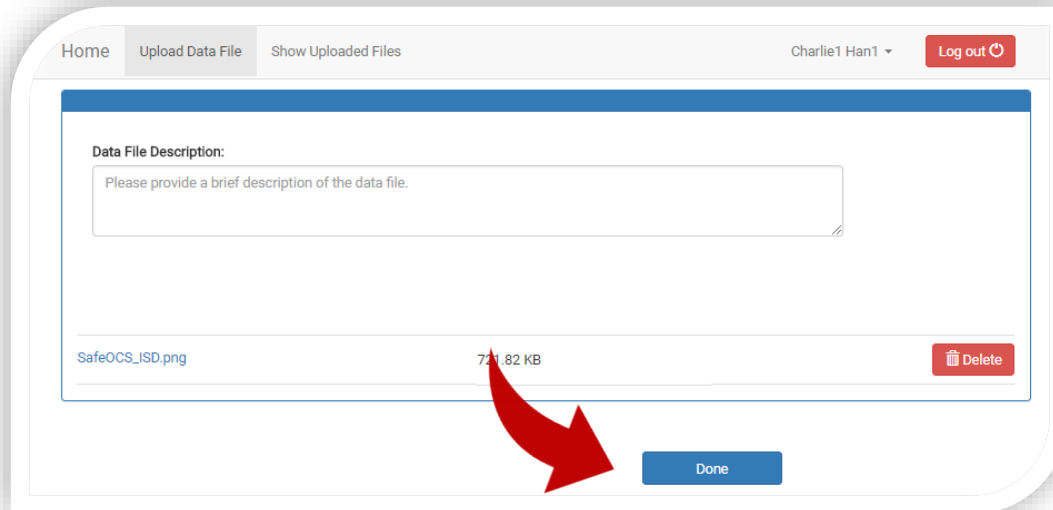 Home Upload Data File Show Uploaded Files Charlie1 Han1 Log out
Data File Description:
Please provide a brief description of the data file.
SafeOCS_ISD.png 721.82 KB Delete
Done